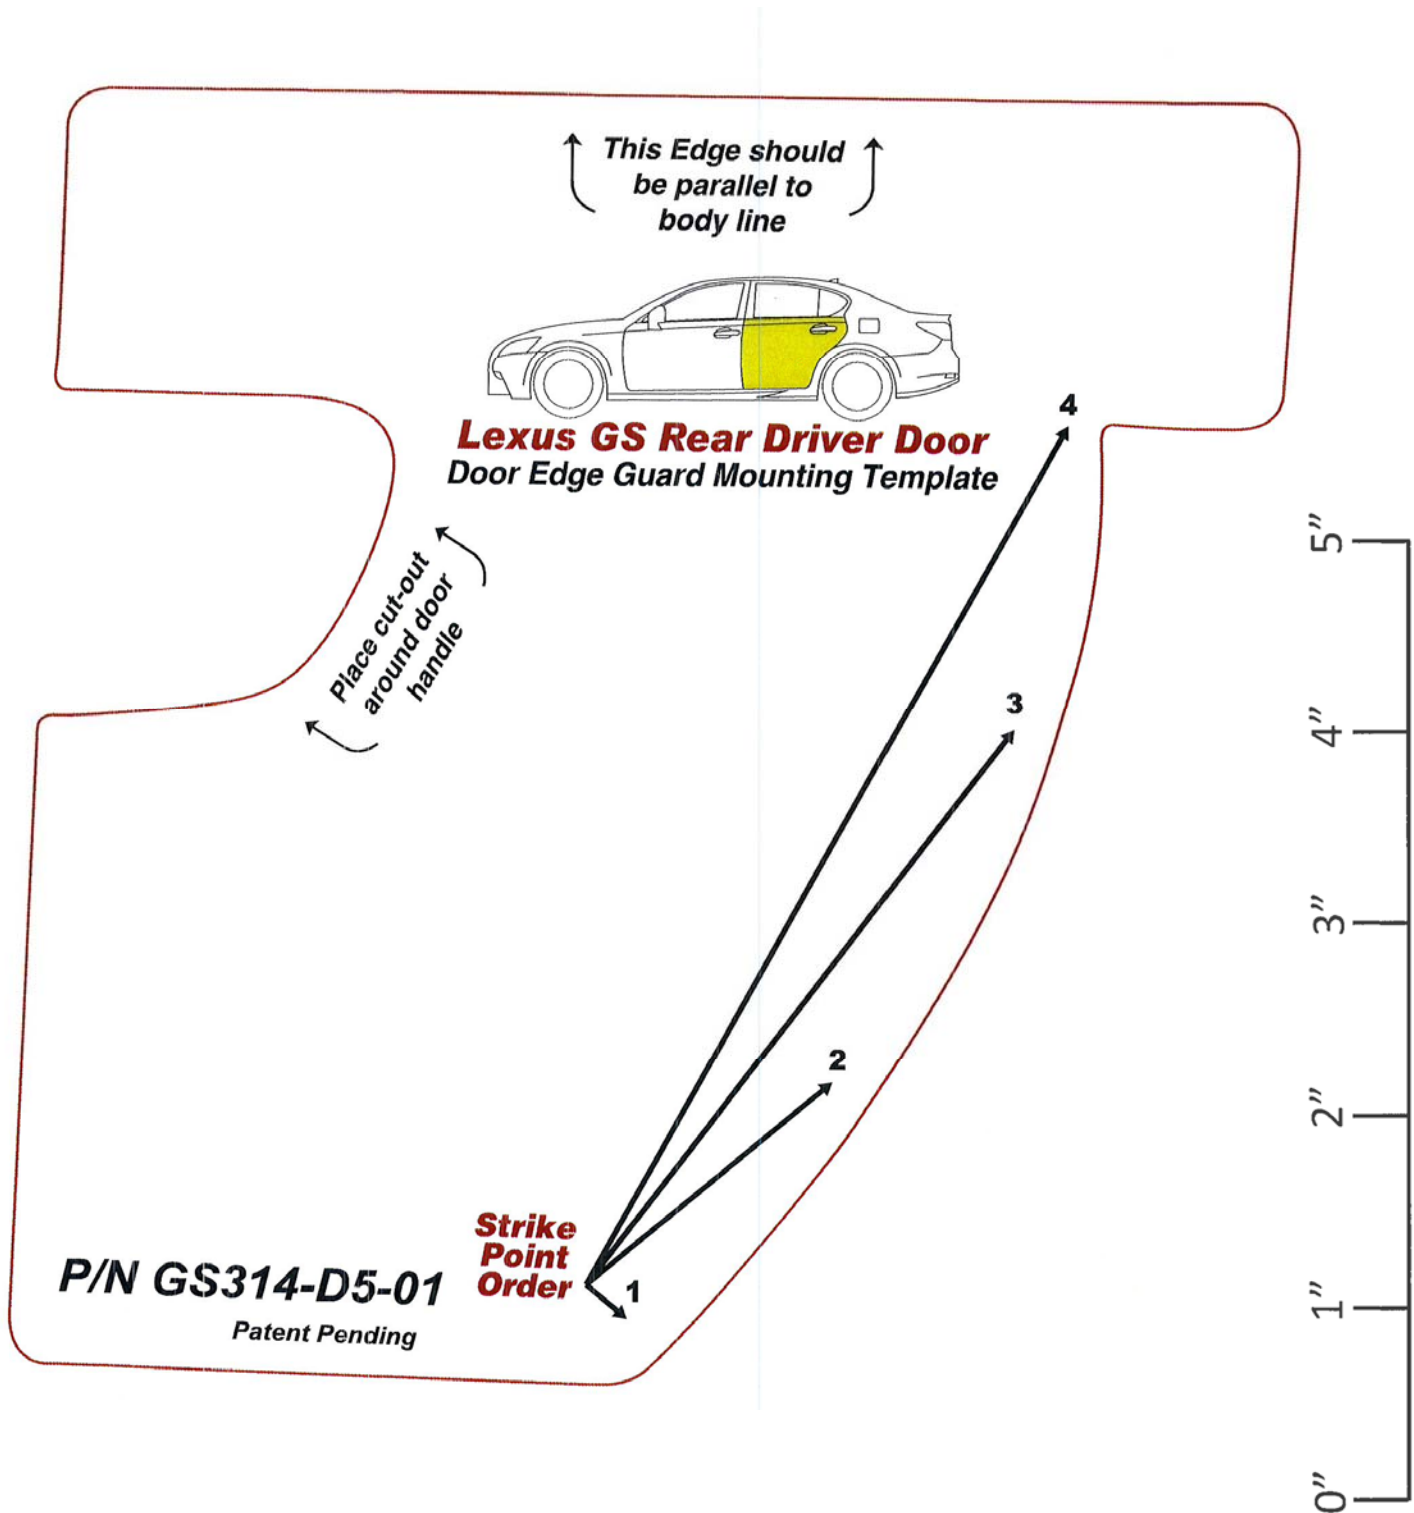 This Edge should
be parallel to
body line
Lexus GS Rear Driver Door
Door Edge Guard Mounting Template
4
Place cut-out
around door
handle
3
2
Strike
Point
Order
1
P/N GS314-D5-01
Patent Pending
5"
4"
3"
2"
1"
0"